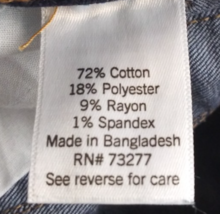 72% Cotton
18% Polyester
9% Rayon
1% Spandex
Made in Bangladesh
RN# 73277
See reverse for care